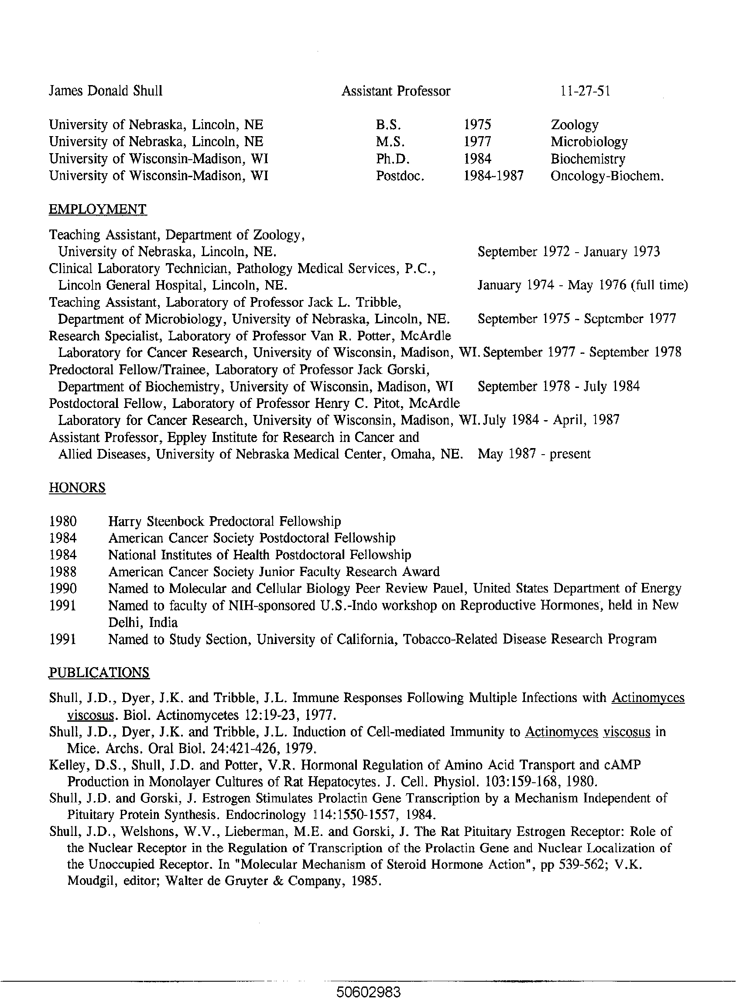 James Donald Shull Assistant Professor 11-27-51
University of Nebraska, Lincoln, NE B.S. 1975 Zoology
University of Nebraska, Lincoln, NE M.S. 1977 Microbiology
University of Wisconsin-Madison, WI Ph.D. 1984 Biochemistry
University of Wisconsin-Madison, WI Postdoc. 1984-1987 Oncology-Biochem.
EMPLOYMENT
Teaching Assistant, Department of Zoology,
University of Nebraska, Lincoln, NE. September 1972 - January 1973
Clinical Laboratory Technician, Pathology Medical Services, P.C.,
Lincoln General Hospital, Lincoln, NE. January 1974 - May 1976 (full time)
Teaching Assistant, Laboratory of Professor Jack L. Tribble,
Department of Microbiology, University of Nebraska, Lincoln, NE. September 1975 - September 1977
Research Specialist, Laboratory of Professor Van R. Potter, McArdle
Laboratory for Cancer Research, University of Wisconsin, Madison, WI. September 1977 - September 1978
Predoctoral Fellow/Trainee, Laboratory of Professor Jack Gorski,
Department of Biochemistry, University of Wisconsin, Madison, WI September 1978 - July 1984
Postdoctoral Fellow, Laboratory of Professor Henry C. Pitot, McArdle
Laboratory for Cancer Research, University of Wisconsin, Madison, WI. July 1984 - April, 1987
Assistant Professor, Eppley Institute for Research in Cancer and
Allied Diseases, University of Nebraska Medical Center, Omaha, NE. May 1987 - present
HONORS
1980 Harry Steenbock Predoctoral Fellowship
1984 American Cancer Society Postdoctoral Fellowship
1984 National Institutes of Health Postdoctoral Fellowship
1988 American Cancer Society Junior Faculty Research Award
1990 Named to Molecular and Cellular Biology Peer Review Pauel, United States Department of Energy
1991 Named to faculty of NIH-sponsored U.S.-Indo workshop on Reproductive Hormones, held in New
Delhi, India
1991 Named to Study Section, University of California, Tobacco-Related Disease Research Program
PUBLICATIONS
Shull, J.D., Dyer, J.K. and Tribble, J.L. Immune Responses Following Multiple Infections with Actinomyces
viscosus. Biol. Actinomycetes 12:19-23, 1977.
Shull, J.D., Dyer, J.K. and Tribble, J.L. Induction of Cell-mediated Immunity to Actinomyces viscosus in
Mice. Archs. Oral Biol. 24:421-426, 1979.
Kelley, D.S., Shull, J.D. and Potter, V.R. Hormonal Regulation of Amino Acid Transport and cAMP
Production in Monolayer Cultures of Rat Hepatocytes. J. Cell. Physiol. 103:159-168, 1980.
Shull, J.D. and Gorski, J. Estrogen Stimulates Prolactin Gene Transcription by a Mechanism Independent of
Pituitary Protein Synthesis. Endocrinology 114:1550-1557, 1984.
Shull, J.D., Welshons, W.V., Lieberman, M.E. and Gorski, J. The Rat Pituitary Estrogen Receptor: Role of
the Nuclear Receptor in the Regulation of Transcription of the Prolactin Gene and Nuclear Localization of
the Unoccupied Receptor. In "Molecular Mechanism of Steroid Hormone Action", pp 539-562; V.K.
Moudgil, editor; Walter de Gruyter & Company, 1985.
50602983